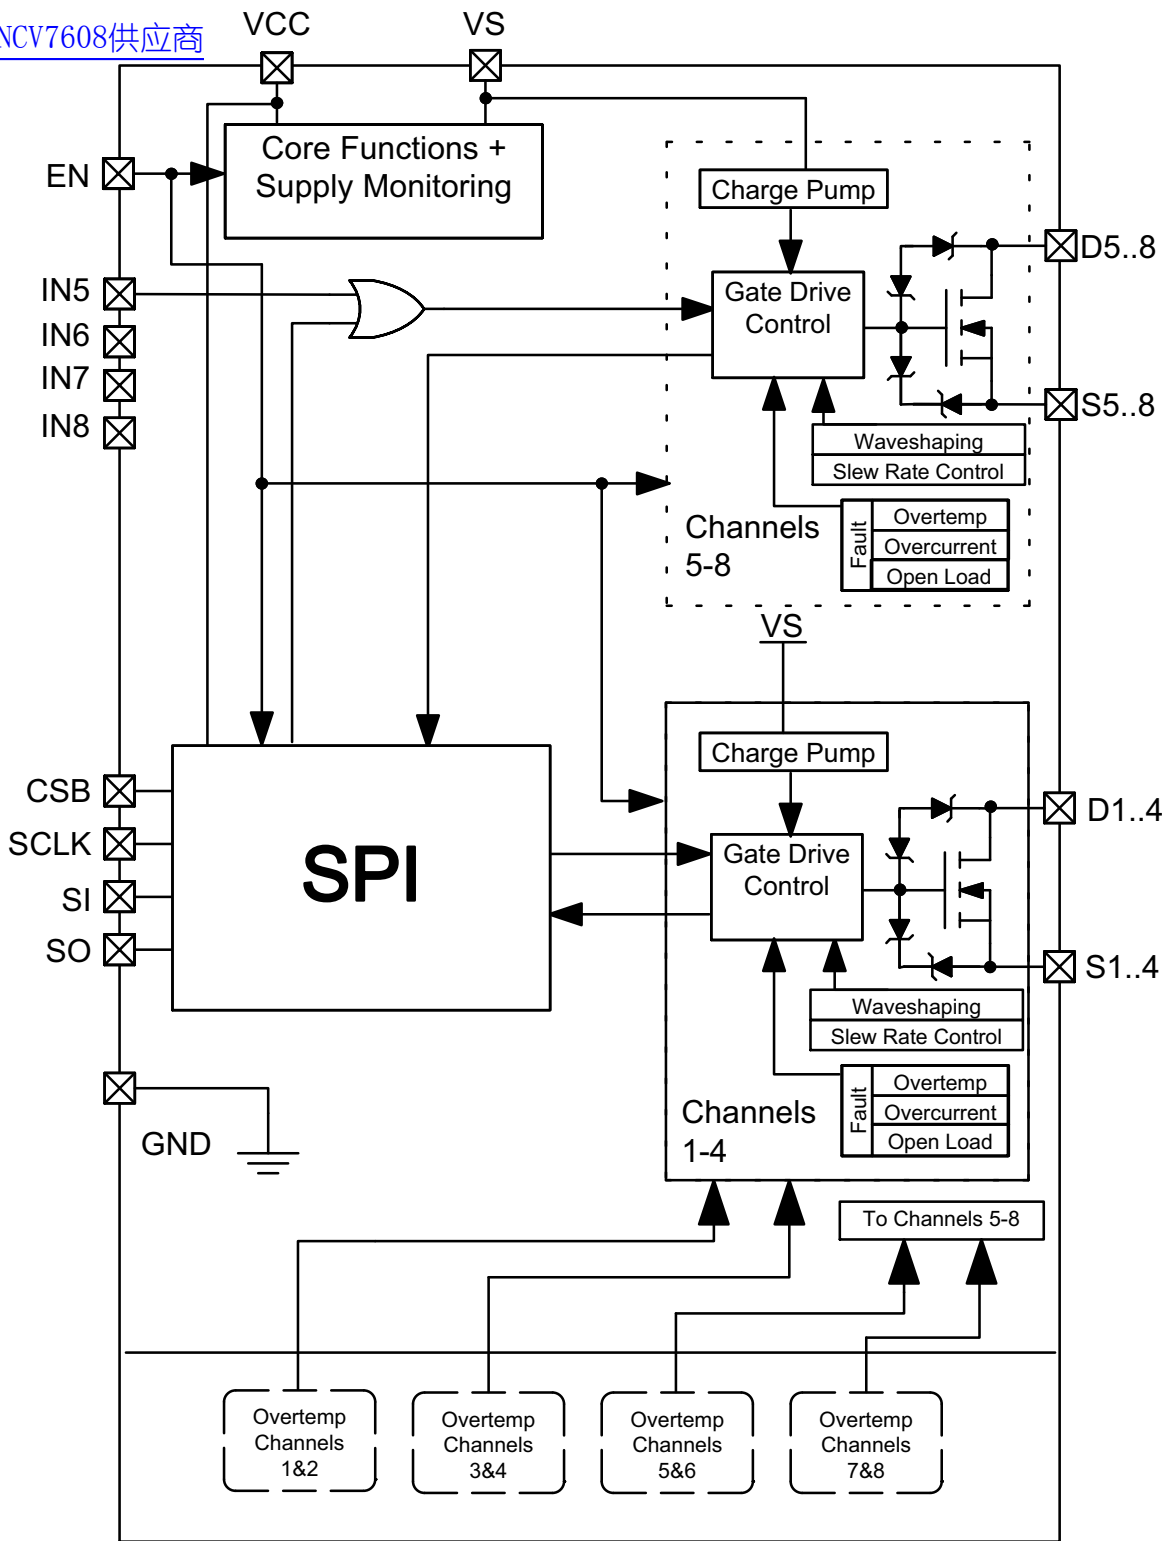 NCV7608供应商
VCC
VS
Core Functions +
Supply Monitoring
EN
Charge Pump
D5..8
IN5
Gate Drive
Control
IN6
IN7
S5..8
IN8
Waveshaping
Slew Rate Control
Channels
5-8
Fault
Overtemp
Overcurrent
Open Load
VS
Charge Pump
CSB
D1..4
SCLK
SPI
Gate Drive
Control
SI
SO
S1..4
Waveshaping
Slew Rate Control
Channels
1-4
Fault
Overtemp
Overcurrent
Open Load
GND
To Channels 5-8
Overtemp
Channels
1&2
Overtemp
Channels
3&4
Overtemp
Channels
5&6
Overtemp
Channels
7&8